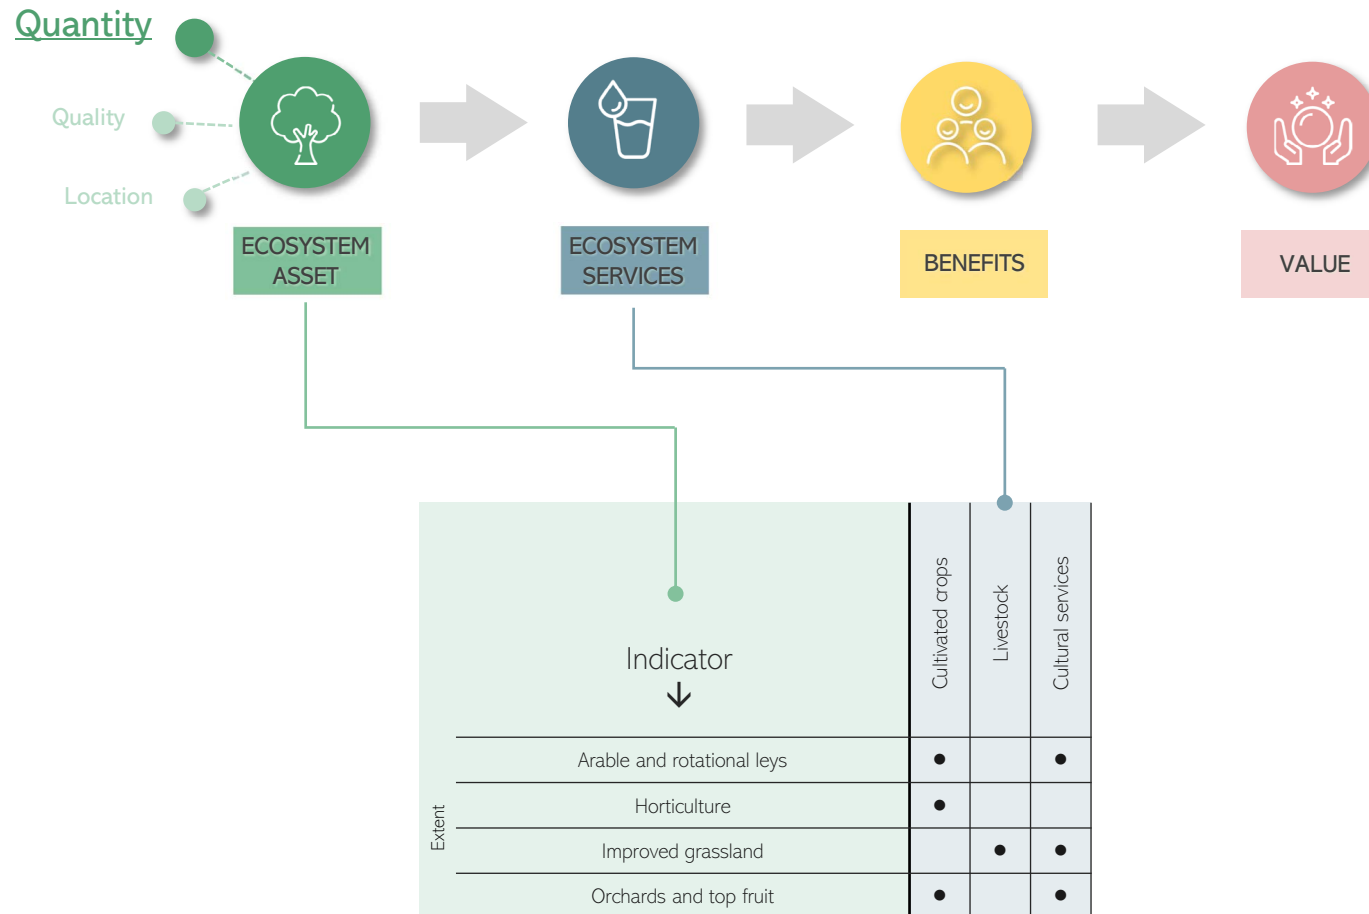 Quantity
Quality
Location
ECOSYSTEM
ASSET
ECOSYSTEM
SERVICES
BENEFITS
VALUE
Indicator
↓
Cultivated crops
Livestock
Cultural services
Extent
Arable and rotational leys ● ●
Horticulture ●
Improved grassland ● ●
Orchards and top fruit ● ●